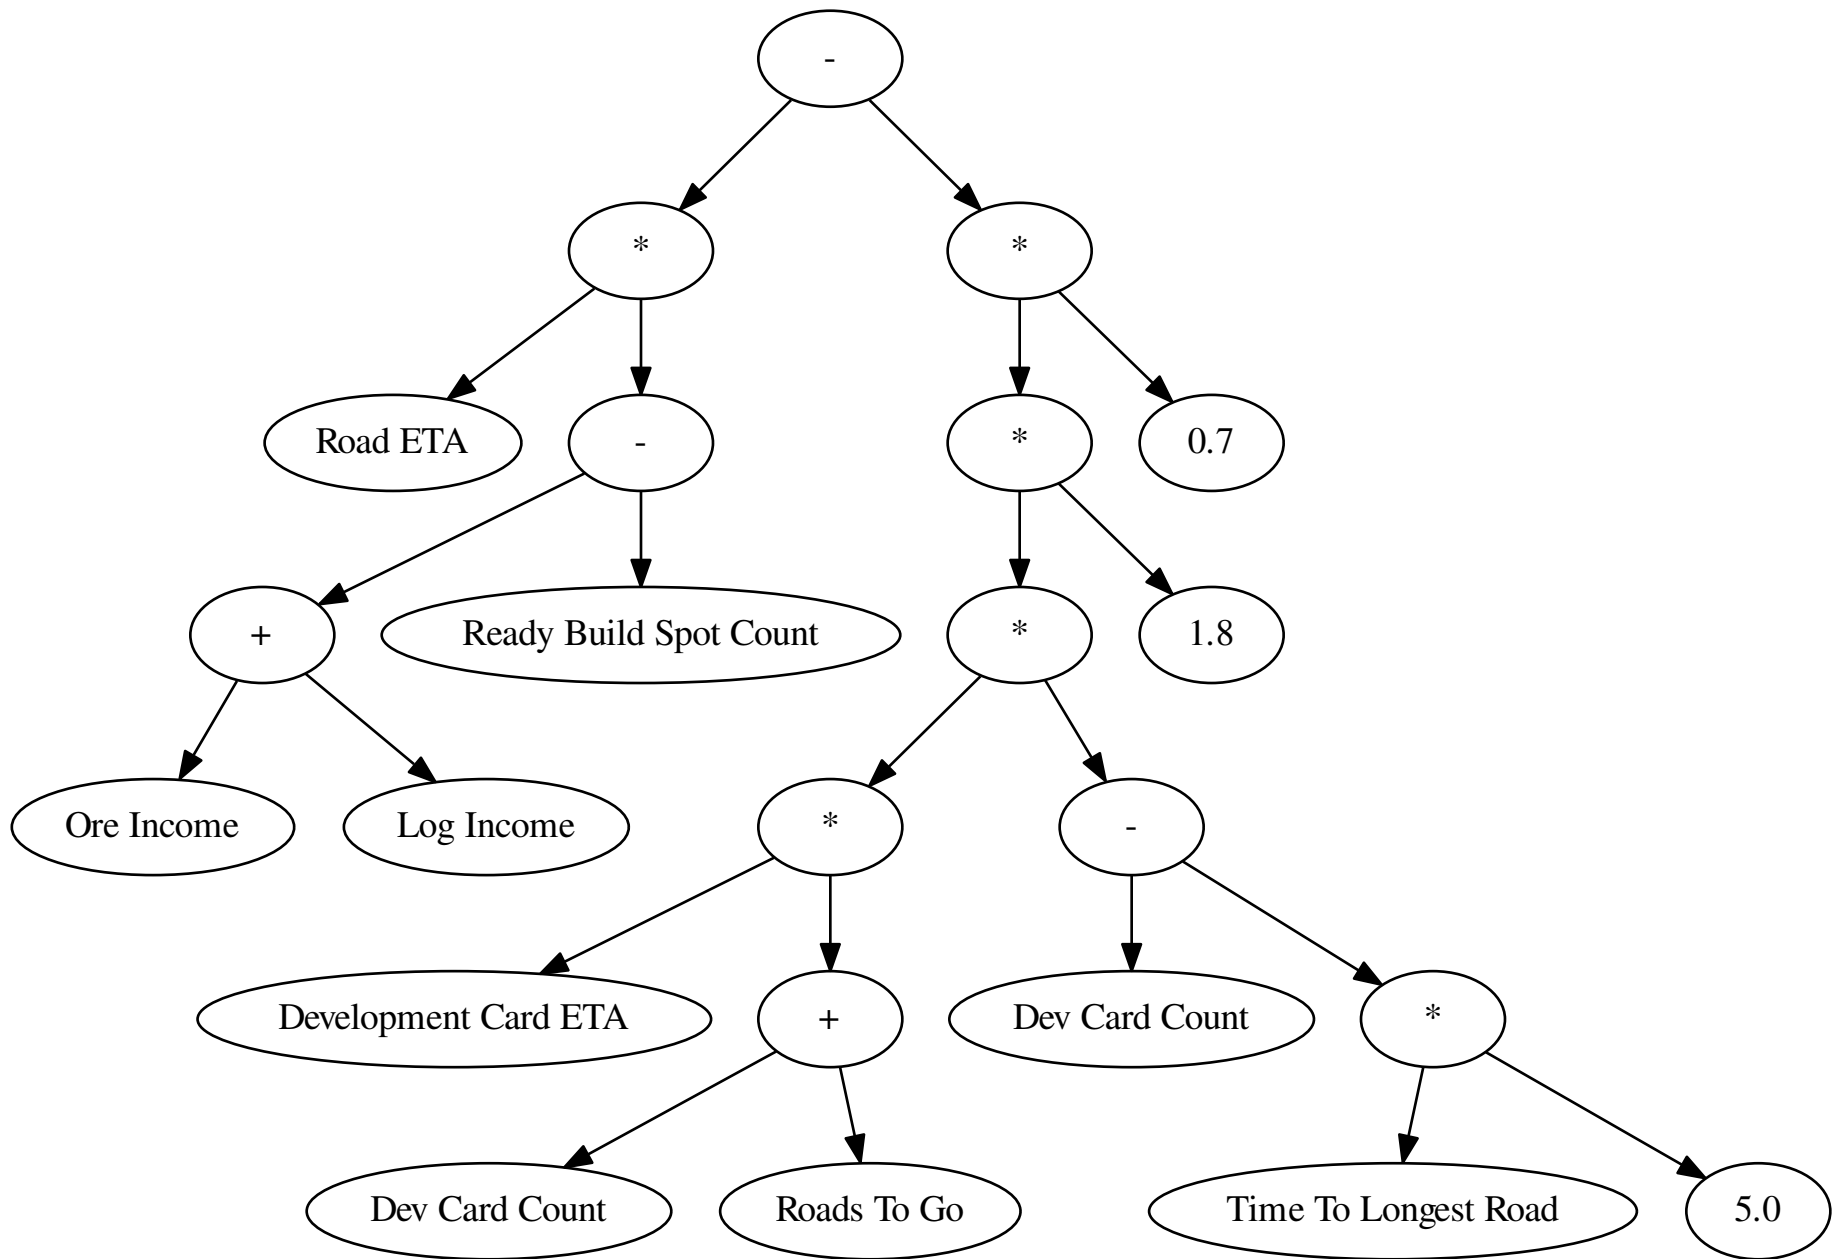 -
*
*
Road ETA
-
*
0.7
+
Ready Build Spot Count
*
1.8
Ore Income
Log Income
*
-
Development Card ETA
+
Dev Card Count
*
Dev Card Count
Roads To Go
Time To Longest Road
5.0